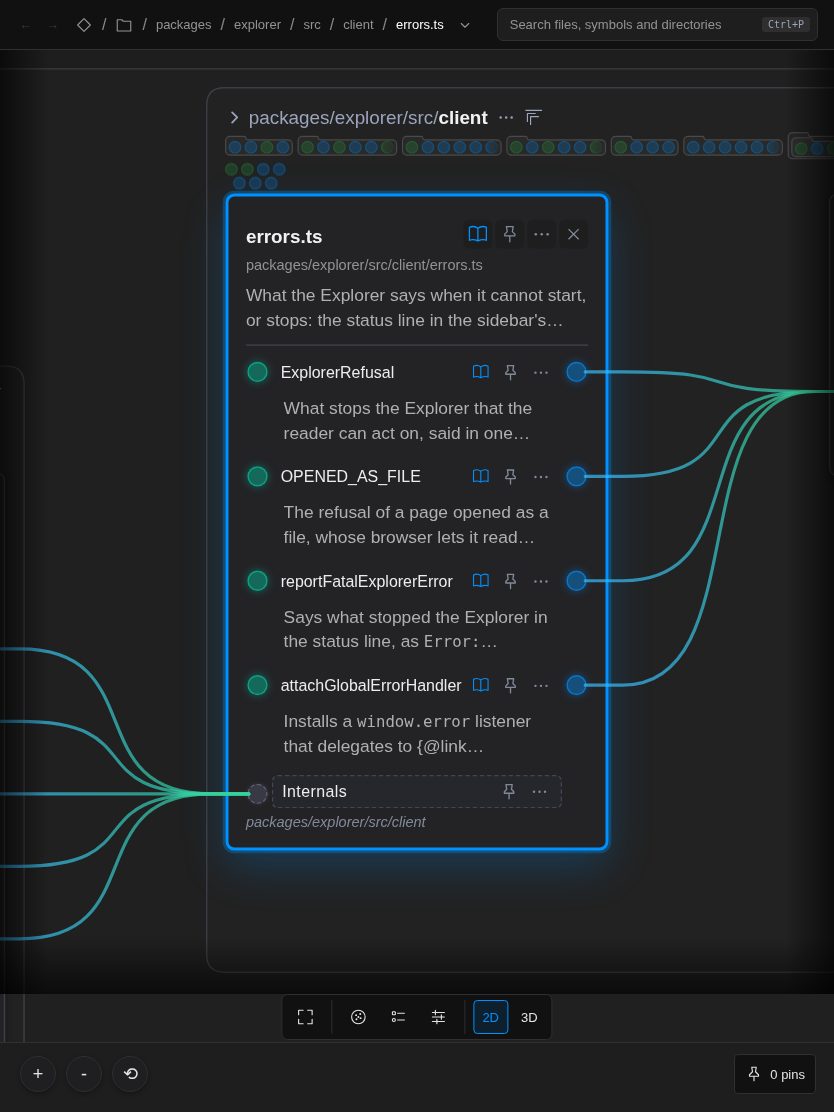 / / packages / explorer / src / client / errors.ts
Search files, symbols and directories Ctrl+P
packages/explorer/src/client
errors.ts
packages/explorer/src/client/errors.ts
What the Explorer says when it cannot start,
or stops: the status line in the sidebar's…
ExplorerRefusal
What stops the Explorer that the
reader can act on, said in one…
OPENED_AS_FILE
The refusal of a page opened as a
file, whose browser lets it read…
reportFatalExplorerError
Says what stopped the Explorer in
the status line, as Error:…
attachGlobalErrorHandler
Installs a window.error listener
that delegates to {@link…
Internals
packages/explorer/src/client
2D 3D
+ - 0 pins